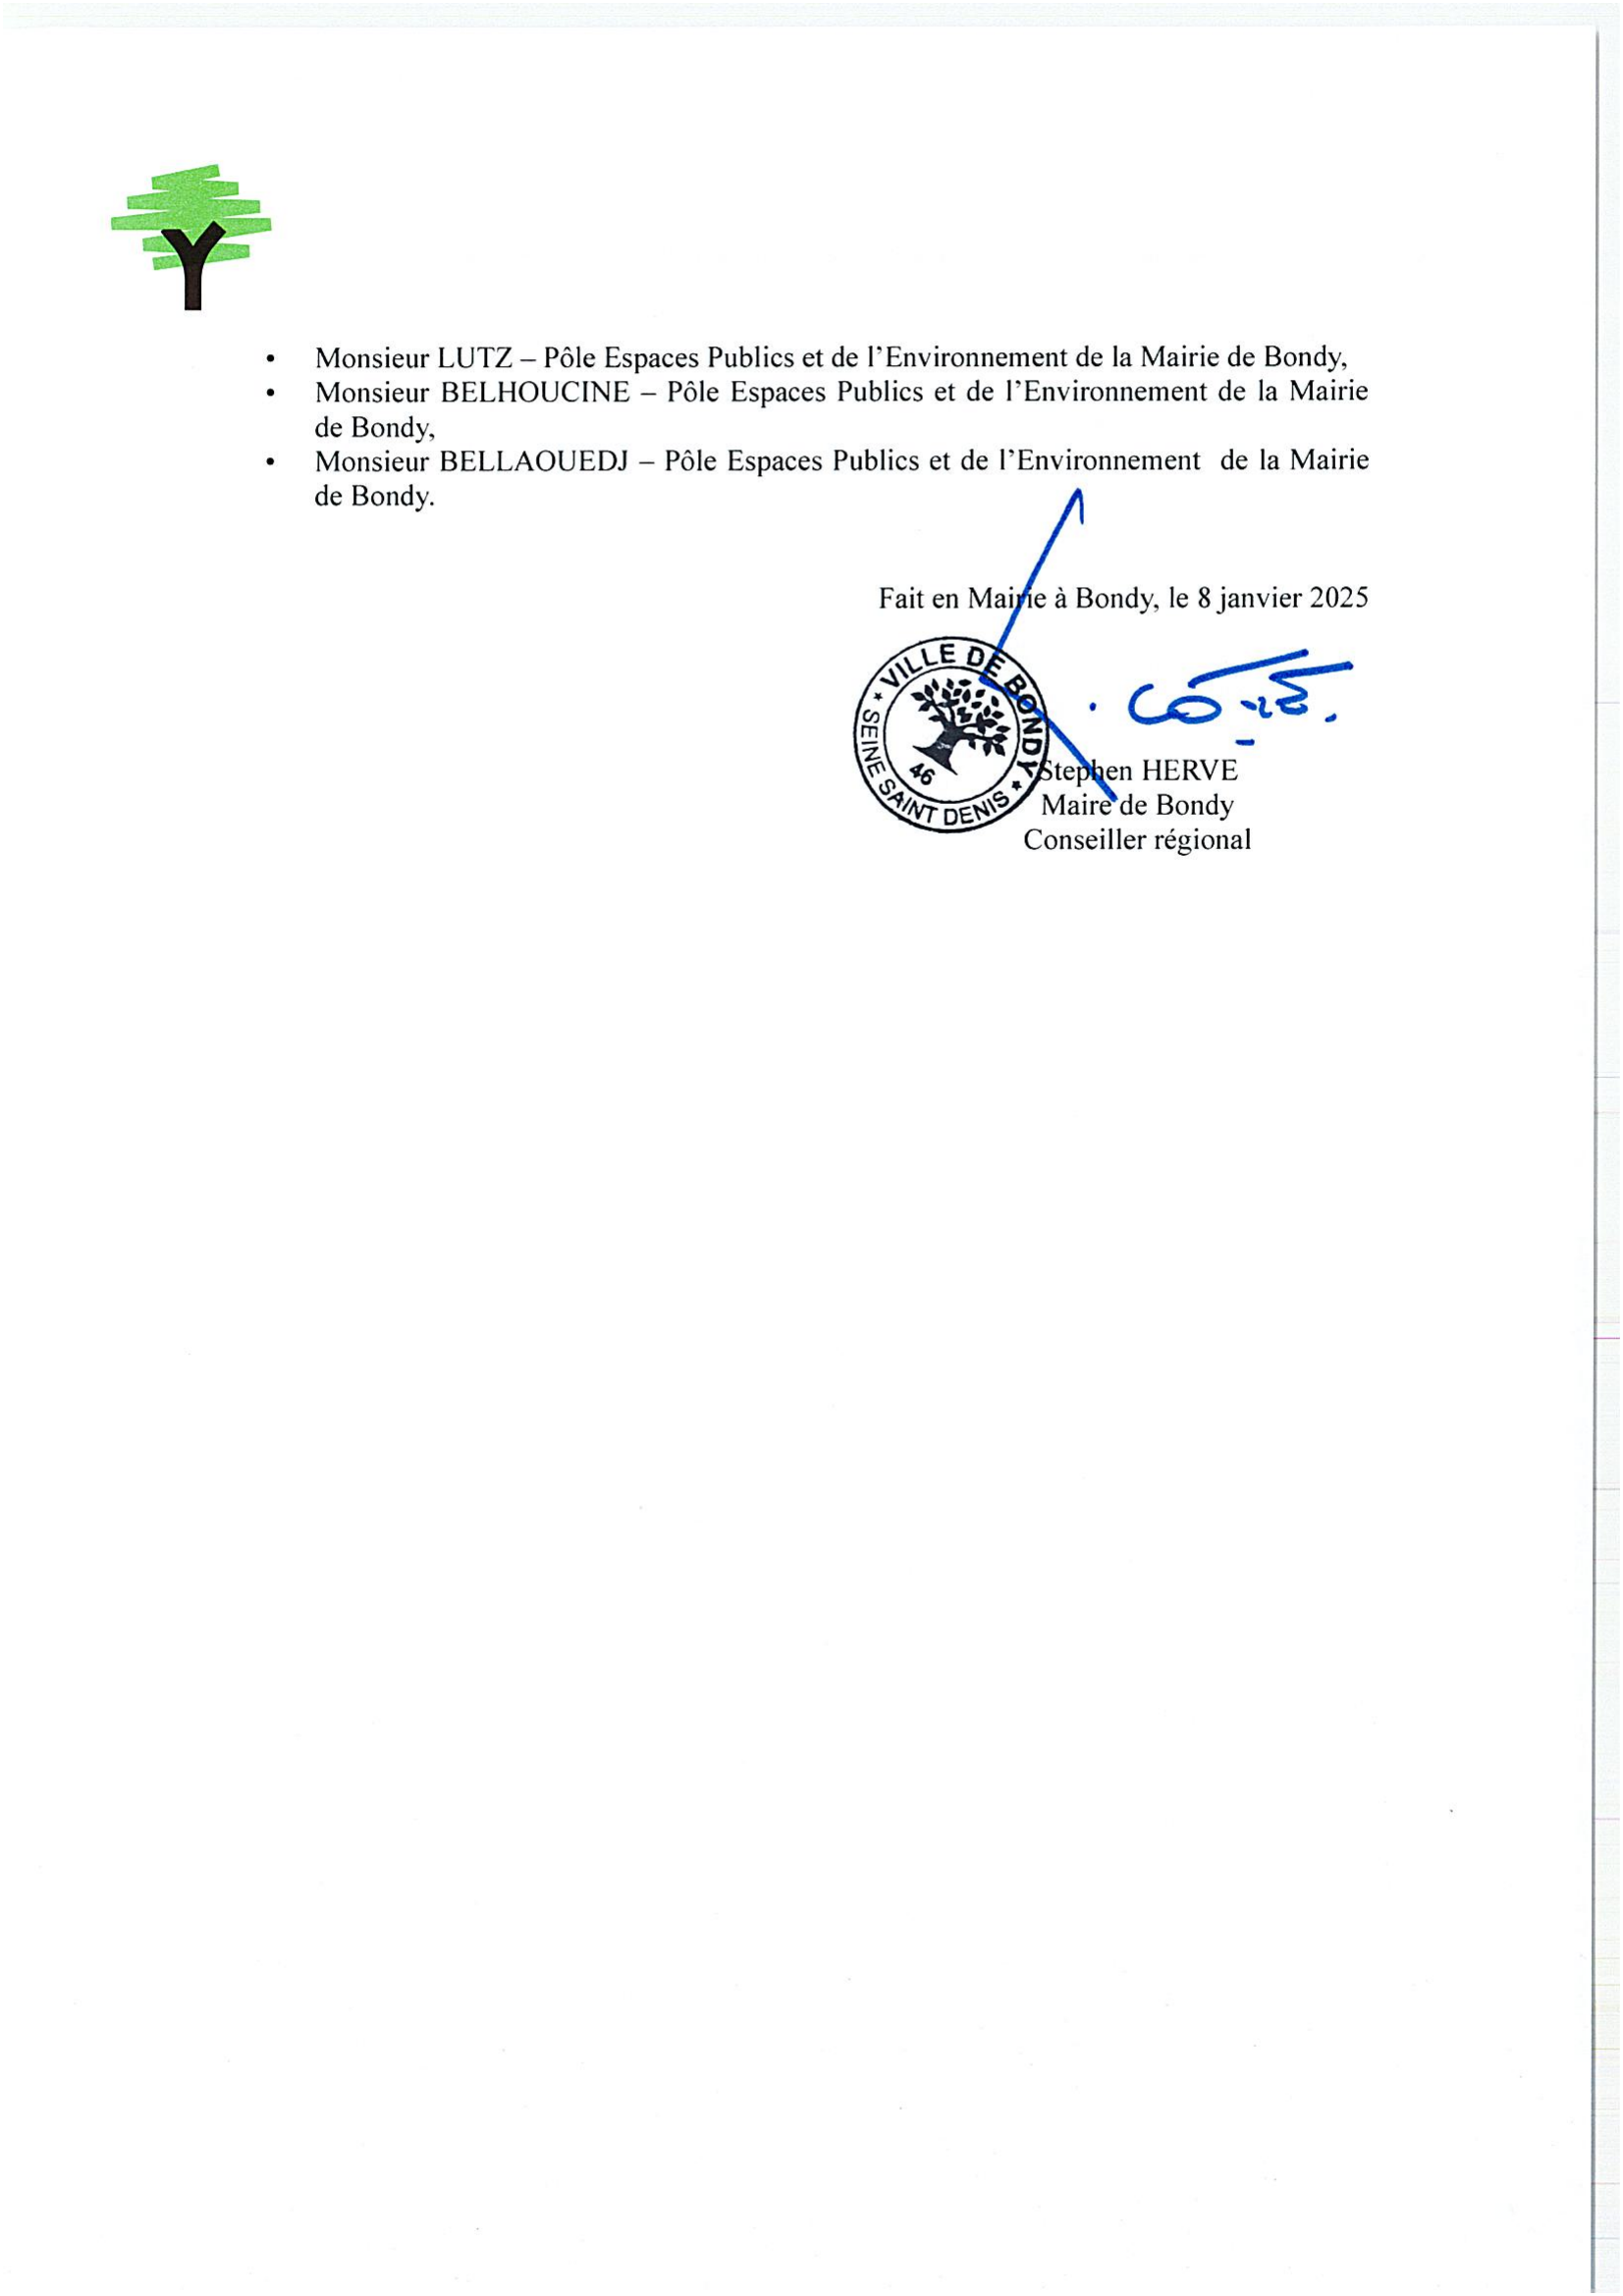 • Monsieur LUTZ – Pôle Espaces Publics et de l'Environnement de la Mairie de Bondy,
• Monsieur BELHOUCINE – Pôle Espaces Publics et de l'Environnement de la Mairie
de Bondy,
• Monsieur BELLAOUEDJ – Pôle Espaces Publics et de l'Environnement de la Mairie
de Bondy.
Fait en Mairie à Bondy, le 8 janvier 2025
VILLE DE BONDY
46
SEINE SAINT DENIS
Stephen HERVE
Maire de Bondy
Conseiller régional